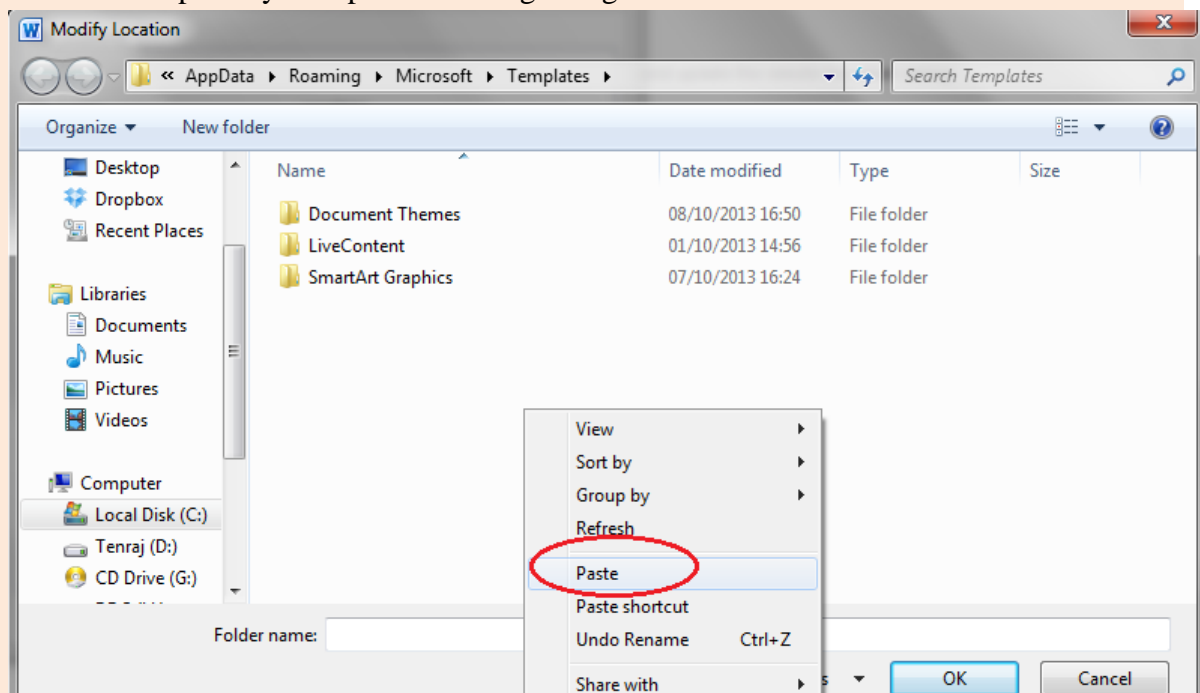 Modify Location
« AppData ▸ Roaming ▸ Microsoft ▸ Templates ▸ Search Templates
Organize New folder
Desktop
Dropbox
Recent Places
Libraries
Documents
Music
Pictures
Videos
Computer
Local Disk (C:)
Tenraj (D:)
CD Drive (G:)
Name Date modified Type Size
Document Themes 08/10/2013 16:50 File folder
LiveContent 01/10/2013 14:56 File folder
SmartArt Graphics 07/10/2013 16:24 File folder
View
Sort by
Group by
Refresh
Paste
Paste shortcut
Undo Rename Ctrl+Z
Share with
Folder name:
OK Cancel